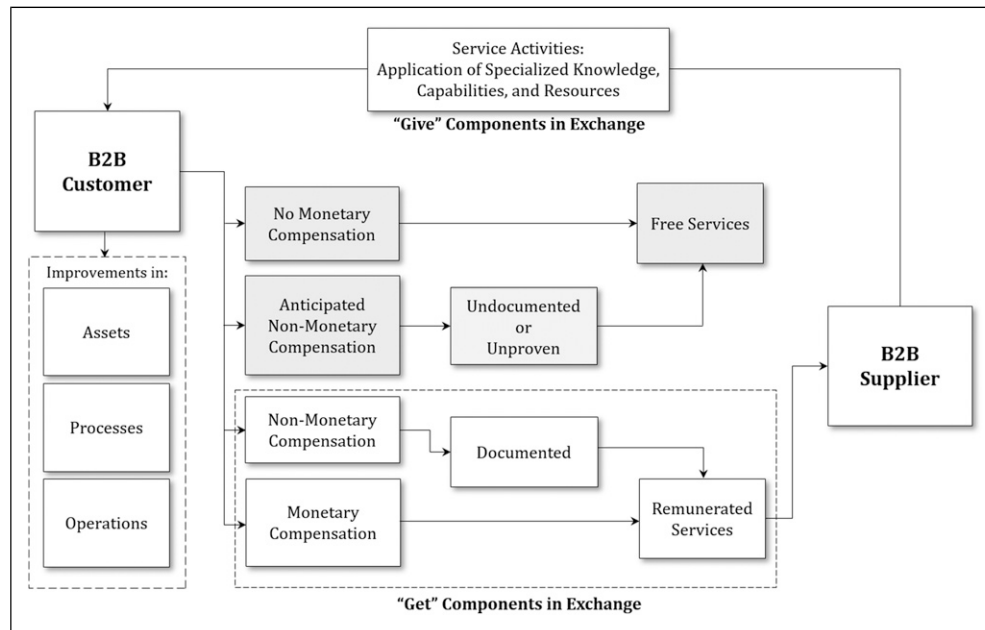 Service Activities:
Application of Specialized Knowledge,
Capabilities, and Resources
“Give” Components in Exchange
B2B
Customer
No Monetary
Compensation
Free Services
Improvements in:
Assets
Processes
Operations
Anticipated
Non-Monetary
Compensation
Undocumented
or
Unproven
B2B
Supplier
Non-Monetary
Compensation
Documented
Monetary
Compensation
Remunerated
Services
“Get” Components in Exchange